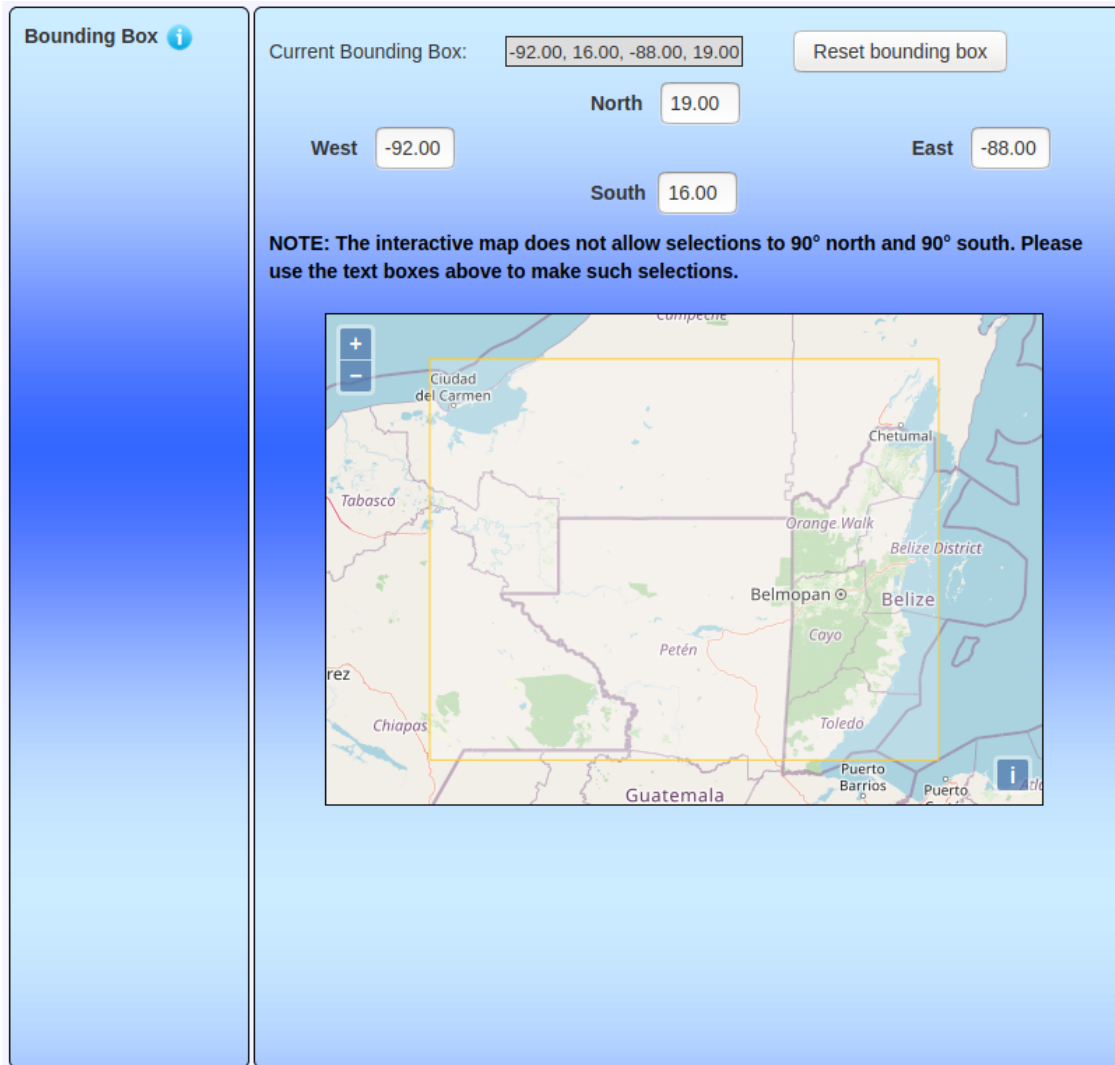 Bounding Box i
Current Bounding Box: -92.00, 16.00, -88.00, 19.00 Reset bounding box
North 19.00
West -92.00 East -88.00
South 16.00
NOTE: The interactive map does not allow selections to 90° north and 90° south. Please
use the text boxes above to make such selections.
Campeche
+
−
Ciudad
del Carmen
Chetumal
Tabasco
Orange Walk
Belize District
Belmopan
Belize
Cayo
Petén
rez
Chiapas
Toledo
Puerto
Barrios
Guatemala
Puerto
i